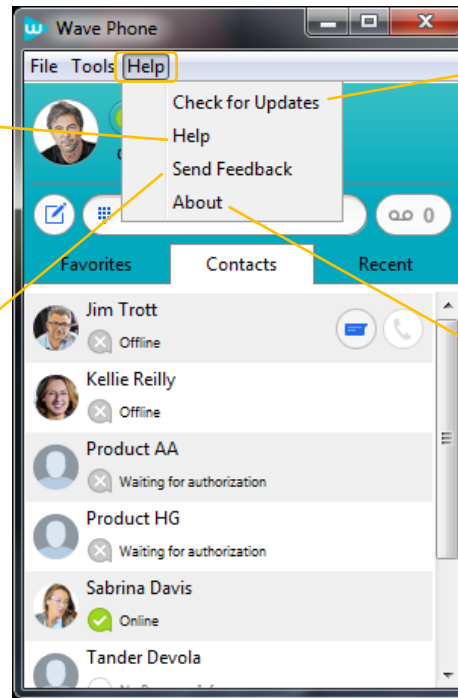 Wave Phone
File Tools Help
Check for Updates
Help
Send Feedback
About
0
Favorites Contacts Recent
Jim Trott
Offline
Kellie Reilly
Offline
Product AA
Waiting for authorization
Product HG
Waiting for authorization
Sabrina Davis
Online
Tander Devola